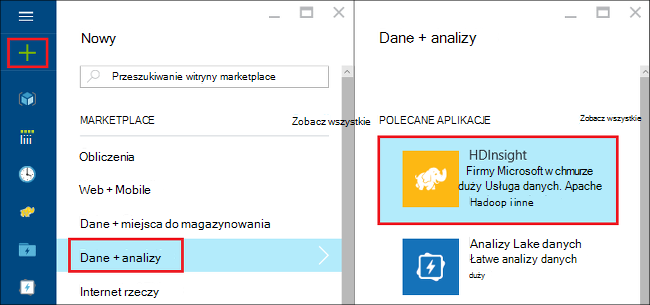 Nowy
Przeszukiwanie witryny marketplace
MARKETPLACE Zobacz wszystkie
Obliczenia
Web + Mobile
Dane + miejsca do magazynowania
Dane + analizy
Internet rzeczy
Dane + analizy
POLECANE APLIKACJE Zobacz wszystkie
HDInsight
Firmy Microsoft w chmurze
duży Usługa danych. Apache
Hadoop i inne
Analizy Lake danych
Łatwe analizy danych
duży